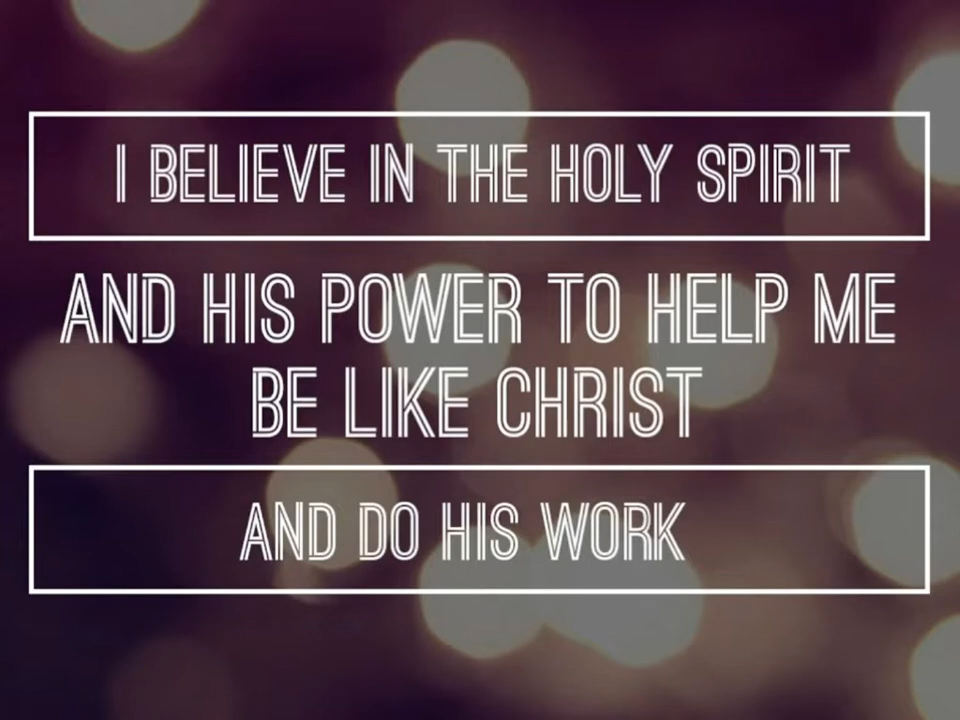 I BELIEVE IN THE HOLY SPIRIT
AND HIS POWER TO HELP ME
BE LIKE CHRIST
AND DO HIS WORK